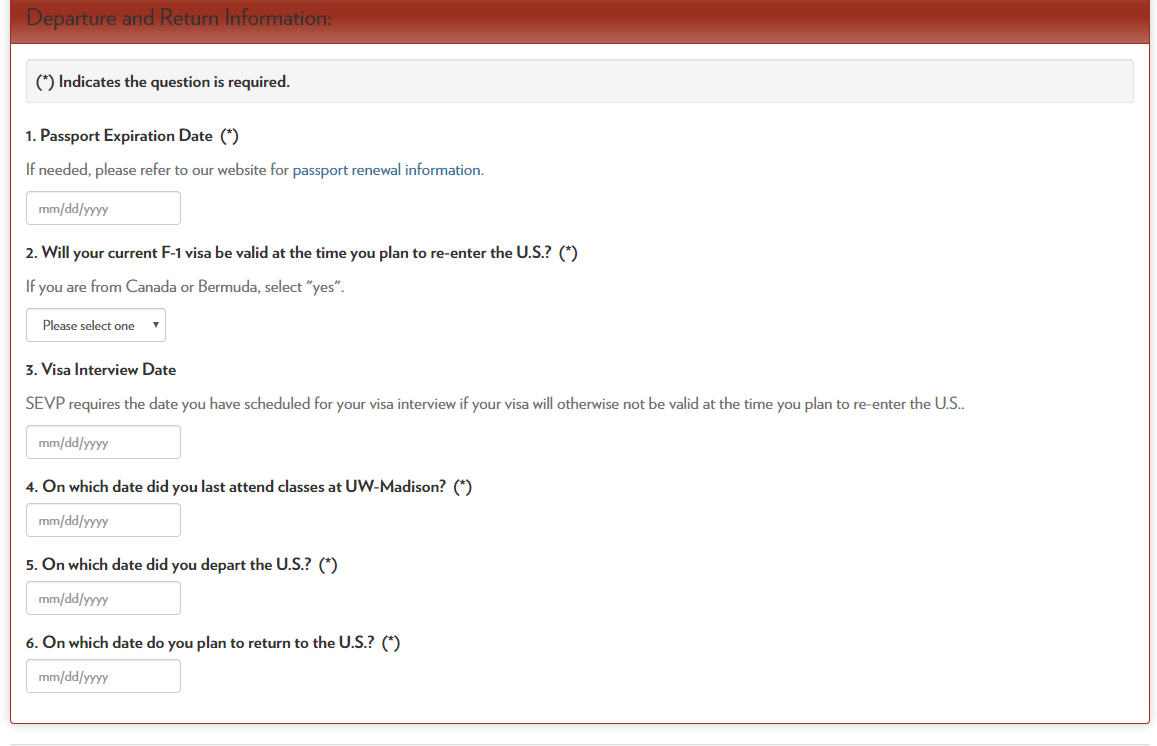 Departure and Return Information:
(*) Indicates the question is required.
1. Passport Expiration Date (*)
If needed, please refer to our website for passport renewal information.
mm/dd/yyyy
2. Will your current F-1 visa be valid at the time you plan to re-enter the U.S.? (*)
If you are from Canada or Bermuda, select "yes".
Please select one
3. Visa Interview Date
SEVP requires the date you have scheduled for your visa interview if your visa will otherwise not be valid at the time you plan to re-enter the U.S..
mm/dd/yyyy
4. On which date did you last attend classes at UW-Madison? (*)
mm/dd/yyyy
5. On which date did you depart the U.S.? (*)
mm/dd/yyyy
6. On which date do you plan to return to the U.S.? (*)
mm/dd/yyyy